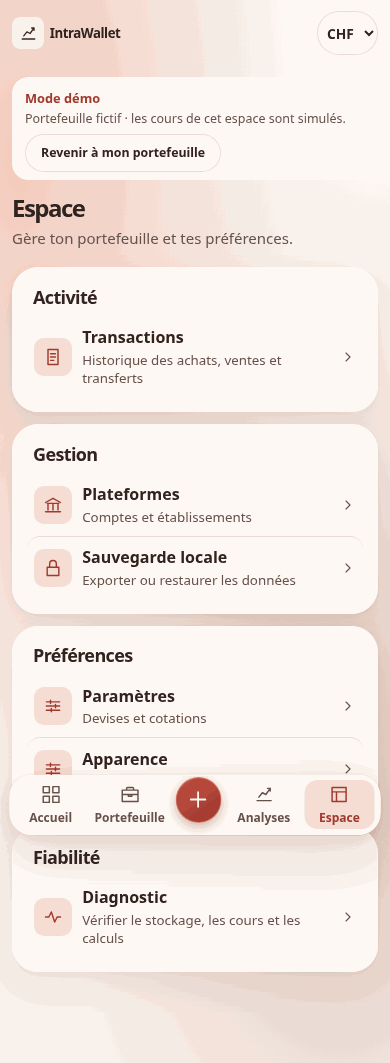 IntraWallet
CHF
Mode démo
Portefeuille fictif · les cours de cet espace sont simulés.
Revenir à mon portefeuille
Espace
Gère ton portefeuille et tes préférences.
Activité
Transactions
Historique des achats, ventes et
transferts
Gestion
Plateformes
Comptes et établissements
Sauvegarde locale
Exporter ou restaurer les données
Préférences
Paramètres
Devises et cotations
Apparence
Accueil
Portefeuille
Analyses
Espace
Fiabilité
Diagnostic
Vérifier le stockage, les cours et les
calculs